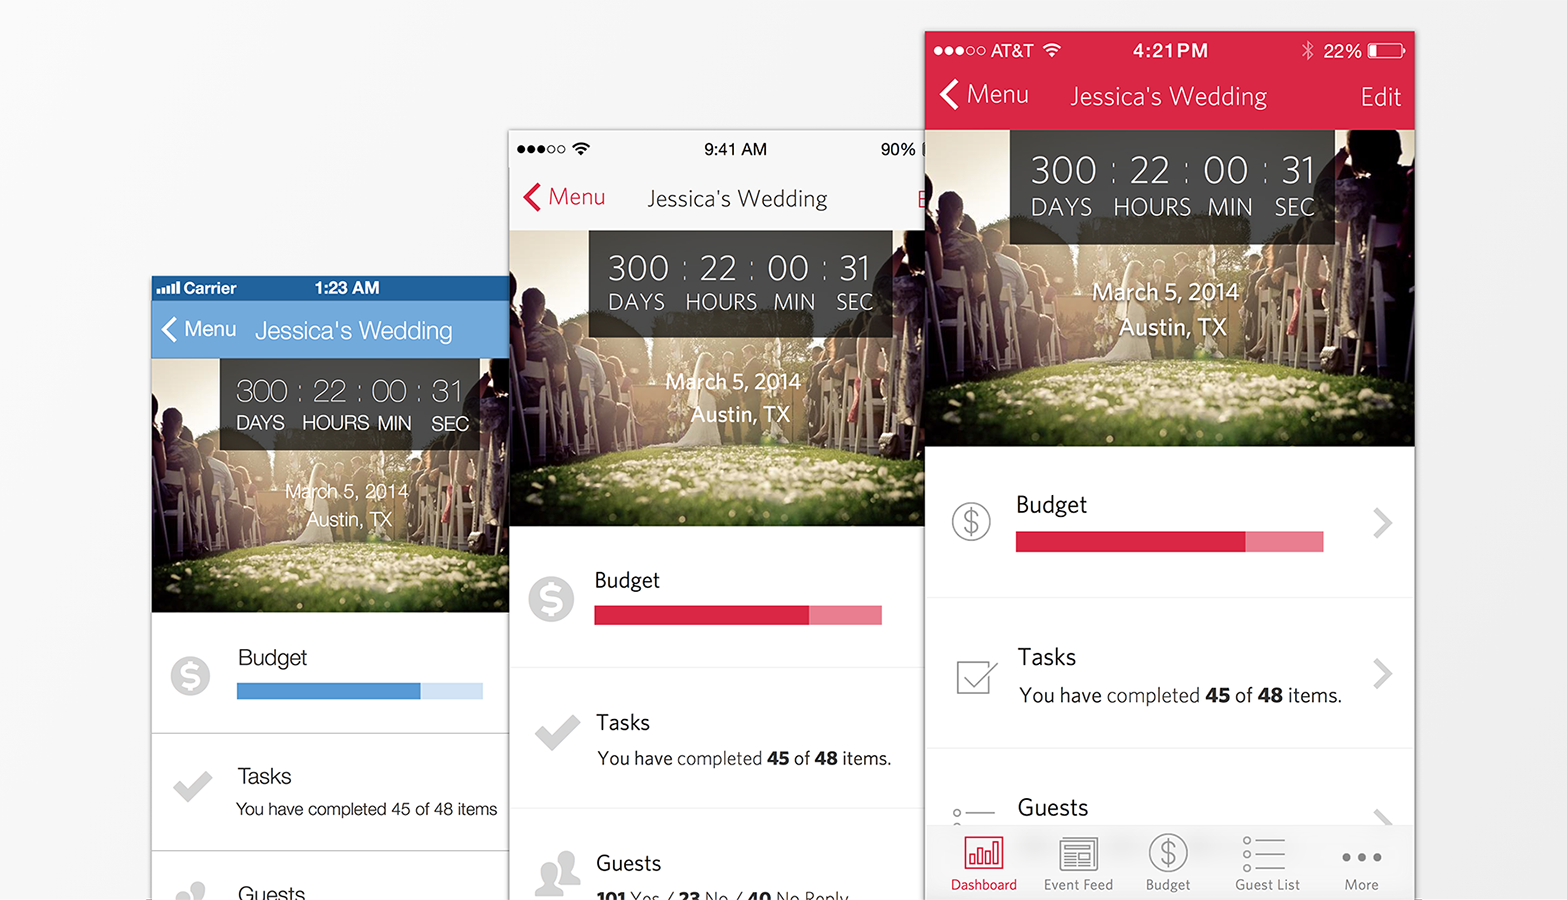 Carrier 1:23 AM
Menu Jessica's Wedding
300 : 22 : 00 : 31
DAYS HOURS MIN SEC
March 5, 2014
Austin, TX
Budget
Tasks
You have completed 45 of 48 items
Guests
9:41 AM 90%
Menu Jessica's Wedding
300 : 22 : 00 : 31
DAYS HOURS MIN SEC
March 5, 2014
Austin, TX
Budget
Tasks
You have completed 45 of 48 items.
Guests
101 Yes / 23 No / 40 No Reply
AT&T 4:21PM 22%
Menu Jessica's Wedding Edit
300 : 22 : 00 : 31
DAYS HOURS MIN SEC
March 5, 2014
Austin, TX
Budget
Tasks
You have completed 45 of 48 items.
Guests
Dashboard Event Feed Budget Guest List More